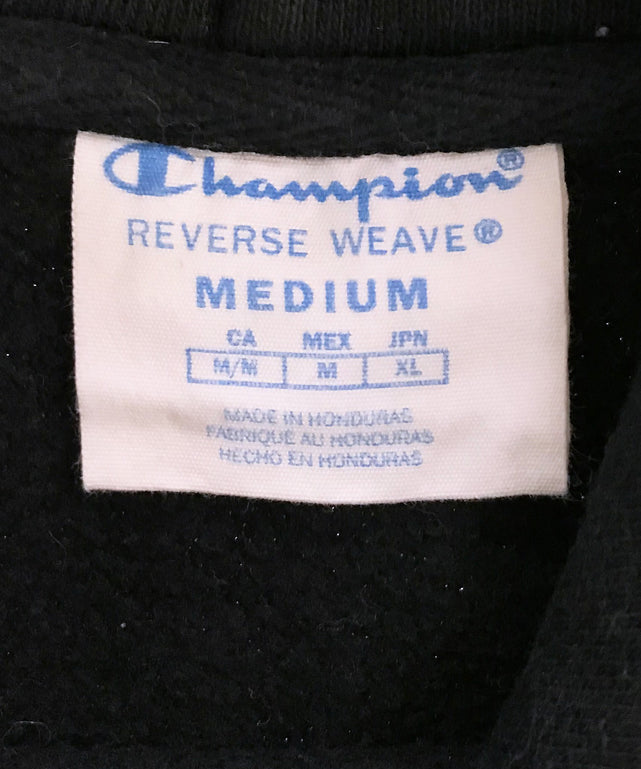 Champion®
REVERSE WEAVE®
MEDIUM
CA MEX JPN
M/M M XL
MADE IN HONDURAS
FABRIQUE AU HONDURAS
HECHO EN HONDURAS